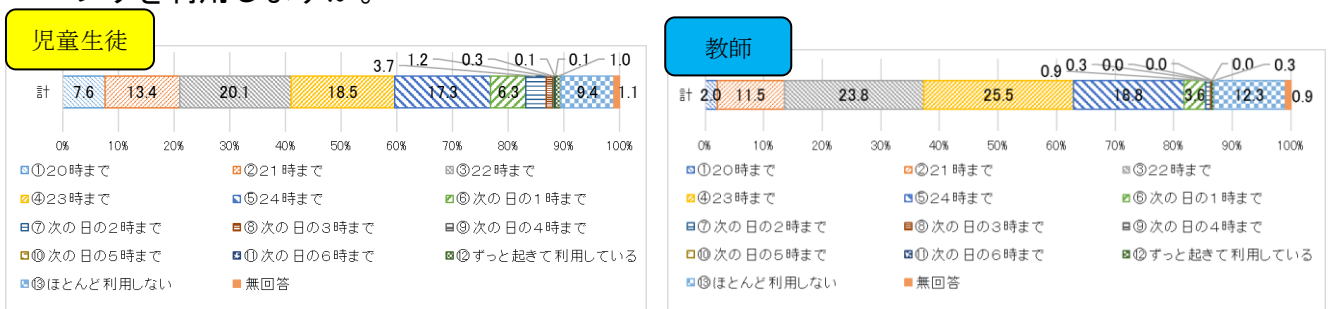 ンツを利用しますか。
児童生徒
3.7 1.2 0.3 0.1 0.1 1.0
計 7.6 13.4 20.1 18.5 17.3 6.3 9.4 1.1
0% 10% 20% 30% 40% 50% 60% 70% 80% 90% 100%
①20時まで ②21時まで ③22時まで
④23時まで ⑤24時まで ⑥次の日の1時まで
⑦次の日の2時まで ⑧次の日の3時まで ⑨次の日の4時まで
⑩次の日の5時まで ⑪次の日の6時まで ⑫ずっと起きて利用している
⑬ほとんど利用しない 無回答
教師
0.9 0.3 0.0 0.0 0.0 0.3
計 2.0 11.5 23.8 25.5 18.8 3.6 12.3 0.9
0% 10% 20% 30% 40% 50% 60% 70% 80% 90% 100%
①20時まで ②21時まで ③22時まで
④23時まで ⑤24時まで ⑥次の日の1時まで
⑦次の日の2時まで ⑧次の日の3時まで ⑨次の日の4時まで
⑩次の日の5時まで ⑪次の日の6時まで ⑫ずっと起きて利用している
⑬ほとんど利用しない 無回答